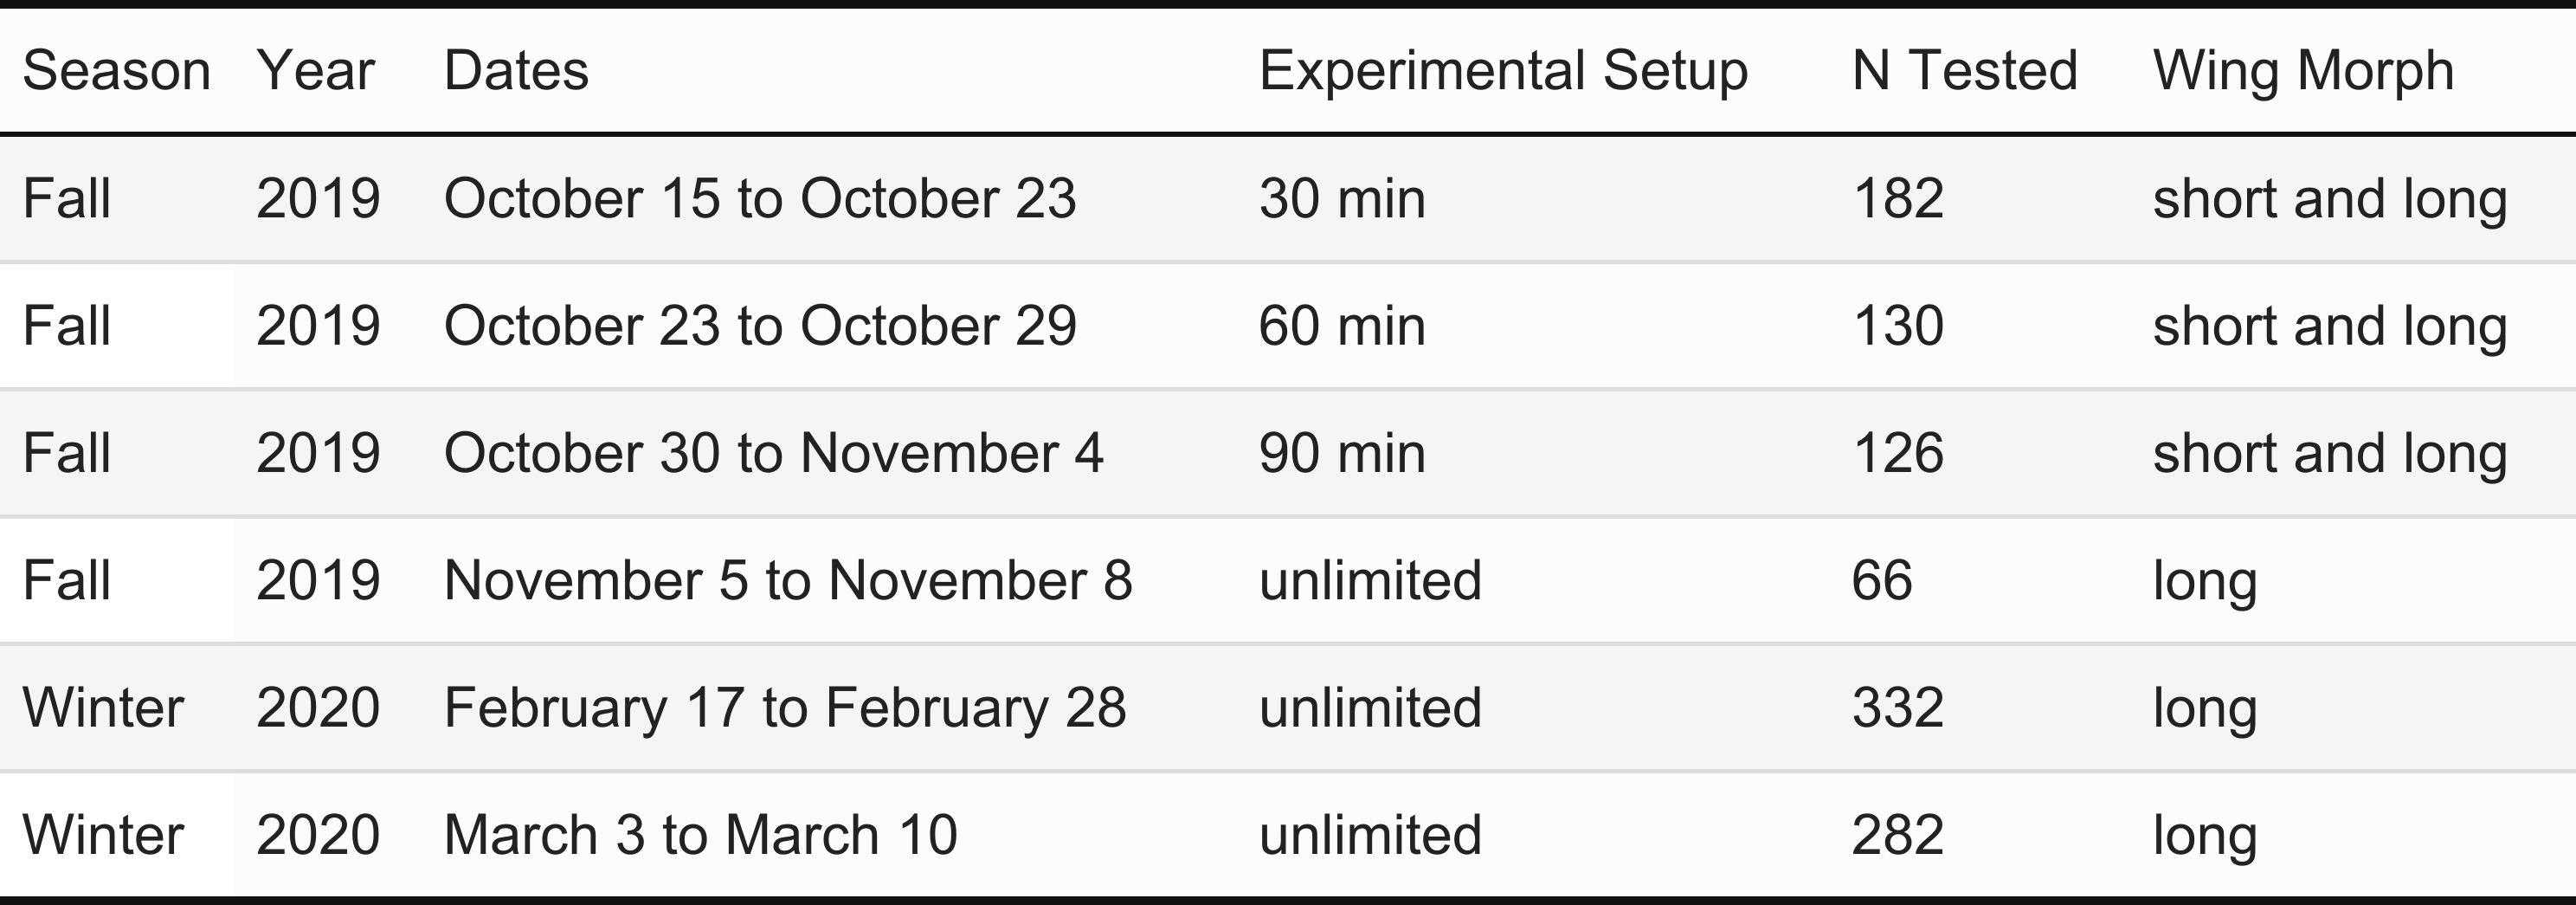 Season Year Dates Experimental Setup N Tested Wing Morph
Fall 2019 October 15 to October 23 30 min 182 short and long
Fall 2019 October 23 to October 29 60 min 130 short and long
Fall 2019 October 30 to November 4 90 min 126 short and long
Fall 2019 November 5 to November 8 unlimited 66 long
Winter 2020 February 17 to February 28 unlimited 332 long
Winter 2020 March 3 to March 10 unlimited 282 long